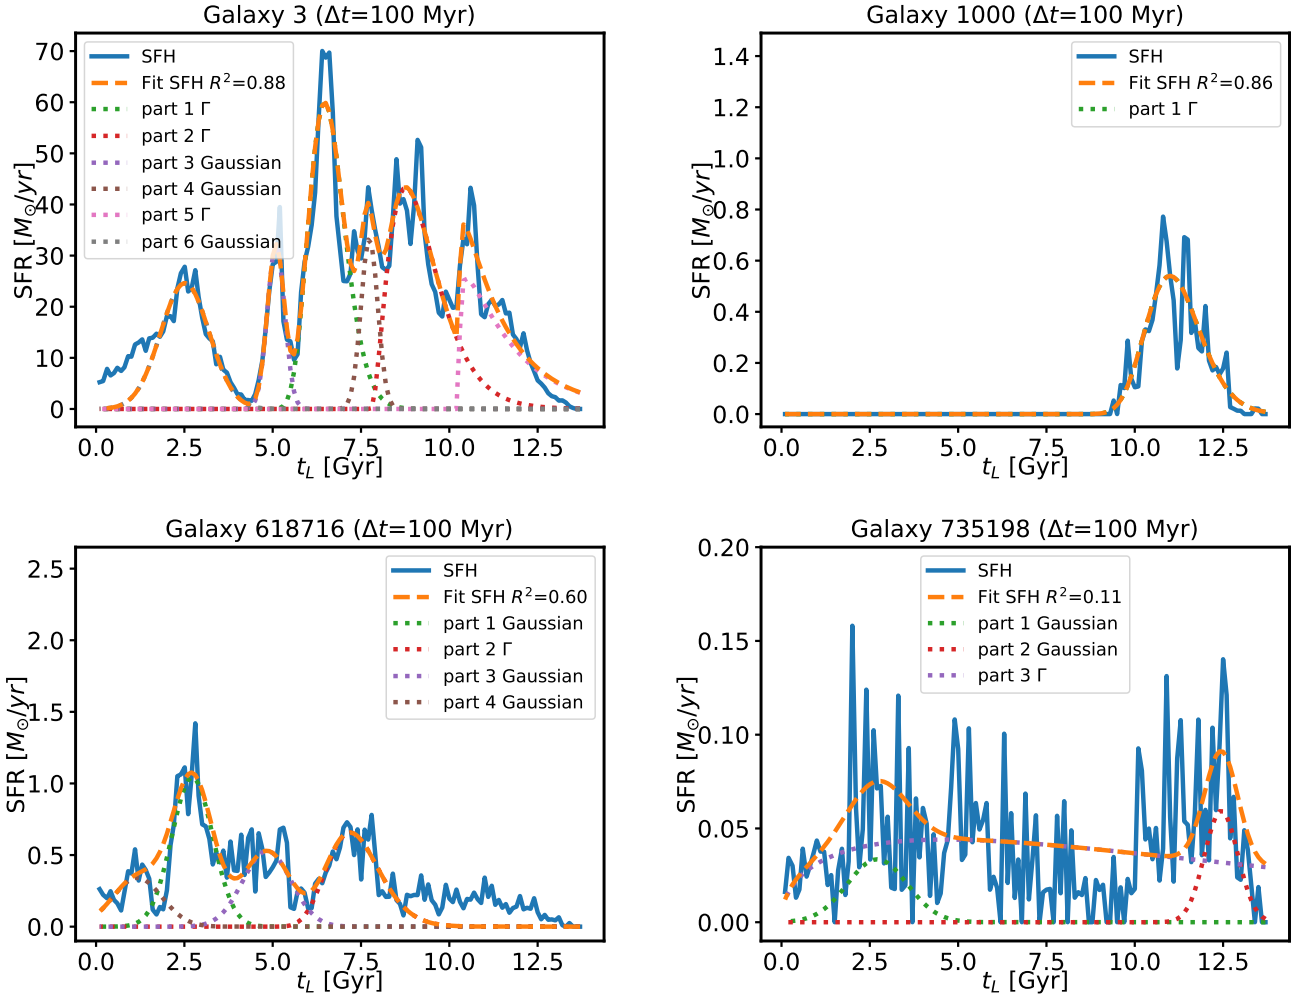 Galaxy 3 (Δt=100 Myr)
SFR [M⊙/yr]
70
60
50
40
30
20
10
0
SFH
Fit SFH R²=0.88
part 1 Γ
part 2 Γ
part 3 Gaussian
part 4 Gaussian
part 5 Γ
part 6 Gaussian
0.0 2.5 5.0 7.5 10.0 12.5
t_L [Gyr]
Galaxy 1000 (Δt=100 Myr)
SFR [M⊙/yr]
1.4
1.2
1.0
0.8
0.6
0.4
0.2
0.0
SFH
Fit SFH R²=0.86
part 1 Γ
0.0 2.5 5.0 7.5 10.0 12.5
t_L [Gyr]
Galaxy 618716 (Δt=100 Myr)
SFR [M⊙/yr]
2.5
2.0
1.5
1.0
0.5
0.0
SFH
Fit SFH R²=0.60
part 1 Gaussian
part 2 Γ
part 3 Gaussian
part 4 Gaussian
0.0 2.5 5.0 7.5 10.0 12.5
t_L [Gyr]
Galaxy 735198 (Δt=100 Myr)
SFR [M⊙/yr]
0.20
0.15
0.10
0.05
0.00
SFH
Fit SFH R²=0.11
part 1 Gaussian
part 2 Gaussian
part 3 Γ
0.0 2.5 5.0 7.5 10.0 12.5
t_L [Gyr]